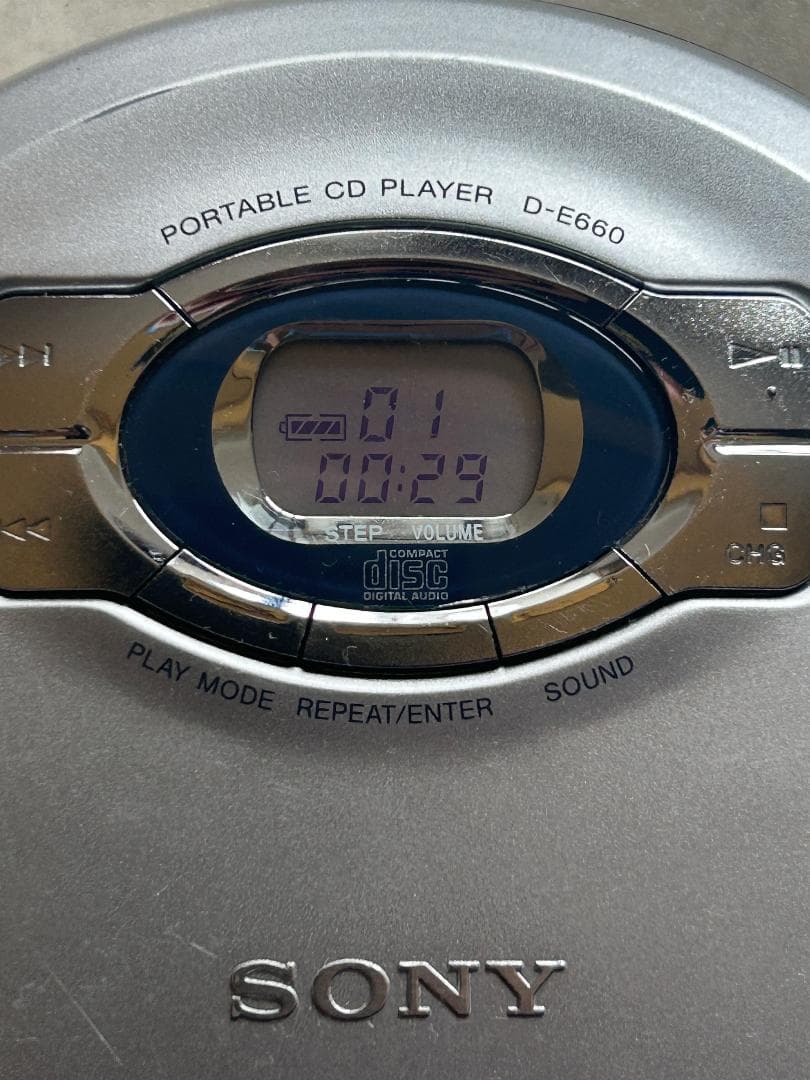 PORTABLE CD PLAYER D-E660
01
00:29
STEP VOLUME
COMPACT
disc
DIGITAL AUDIO
CHG
PLAY MODE
REPEAT/ENTER
SOUND
SONY